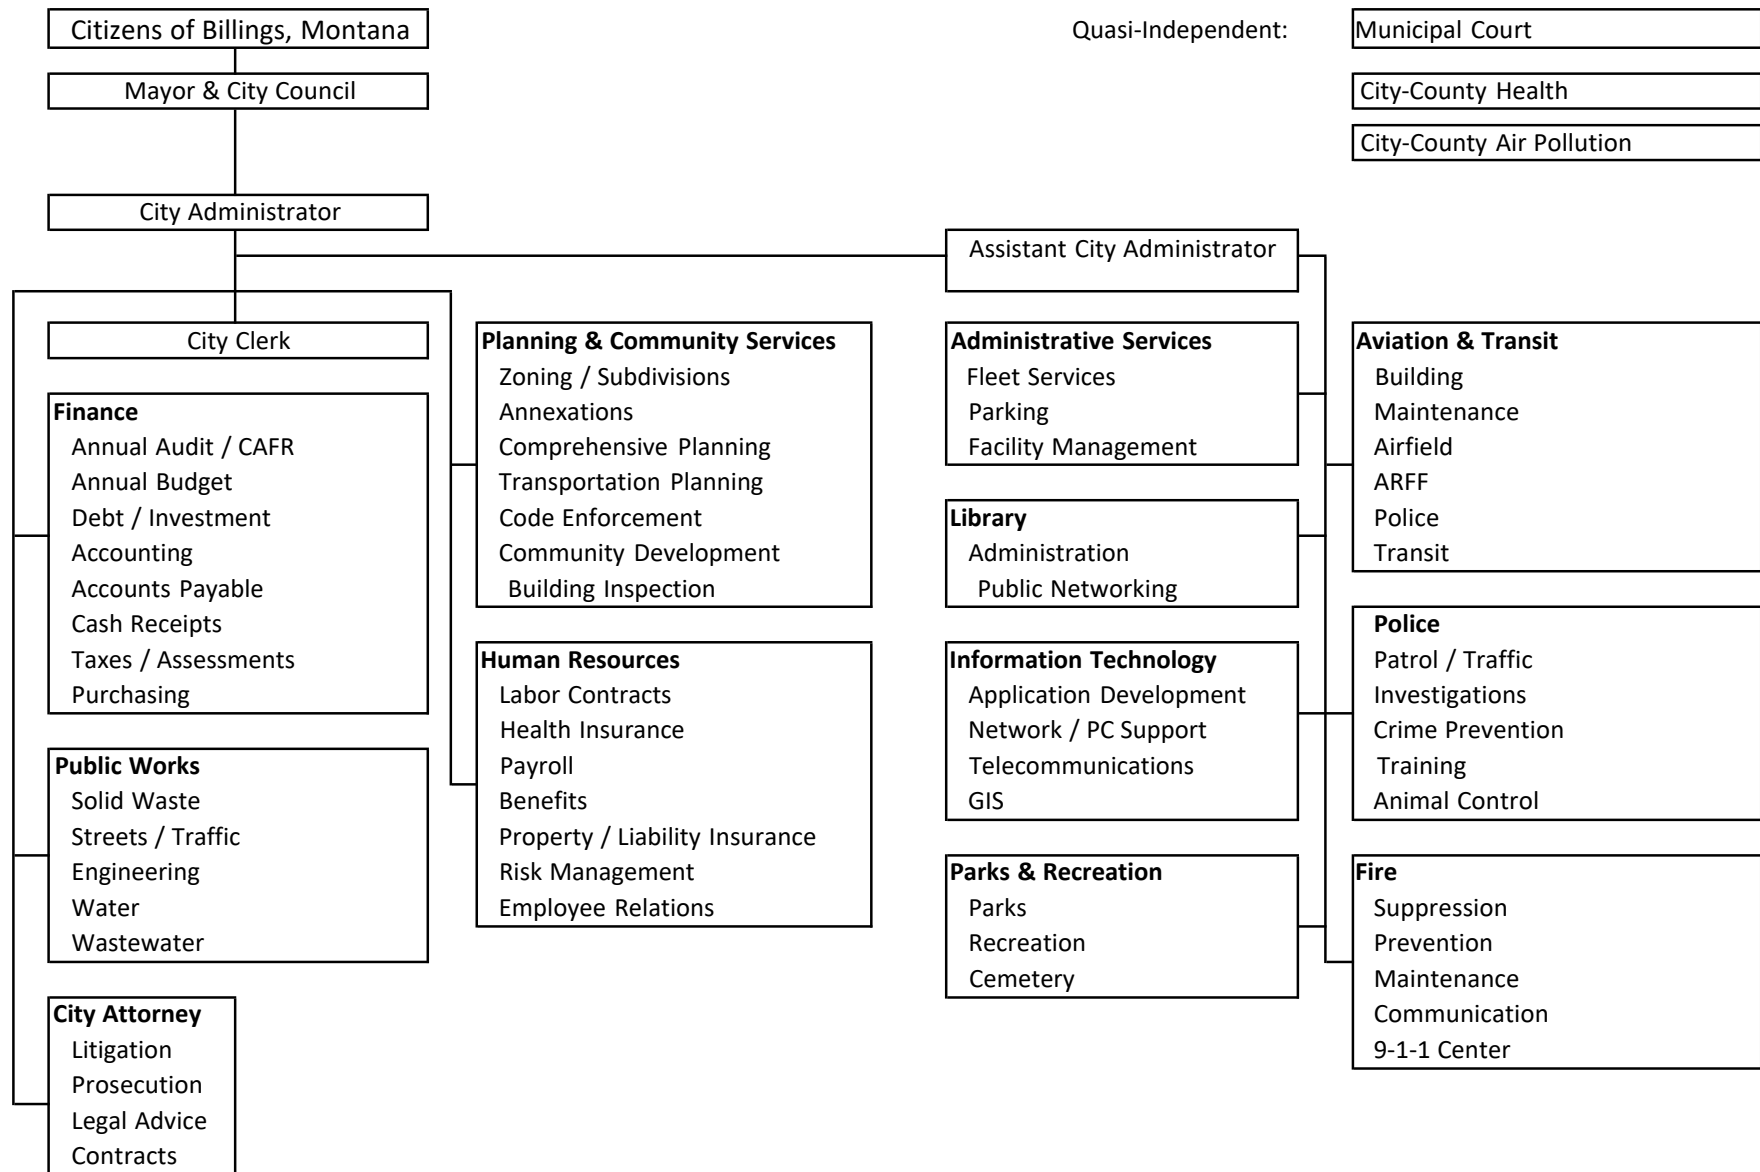 Citizens of Billings, Montana
Quasi-Independent:
Municipal Court
Mayor & City Council
City-County Health
City-County Air Pollution
City Administrator
Assistant City Administrator
City Clerk
Finance
Annual Audit / CAFR
Annual Budget
Debt / Investment
Accounting
Accounts Payable
Cash Receipts
Taxes / Assessments
Purchasing
Public Works
Solid Waste
Streets / Traffic
Engineering
Water
Wastewater
City Attorney
Litigation
Prosecution
Legal Advice
Contracts
Planning & Community Services
Zoning / Subdivisions
Annexations
Comprehensive Planning
Transportation Planning
Code Enforcement
Community Development
Building Inspection
Human Resources
Labor Contracts
Health Insurance
Payroll
Benefits
Property / Liability Insurance
Risk Management
Employee Relations
Administrative Services
Fleet Services
Parking
Facility Management
Library
Administration
Public Networking
Information Technology
Application Development
Network / PC Support
Telecommunications
GIS
Parks & Recreation
Parks
Recreation
Cemetery
Aviation & Transit
Building
Maintenance
Airfield
ARFF
Police
Transit
Police
Patrol / Traffic
Investigations
Crime Prevention
Training
Animal Control
Fire
Suppression
Prevention
Maintenance
Communication
9-1-1 Center